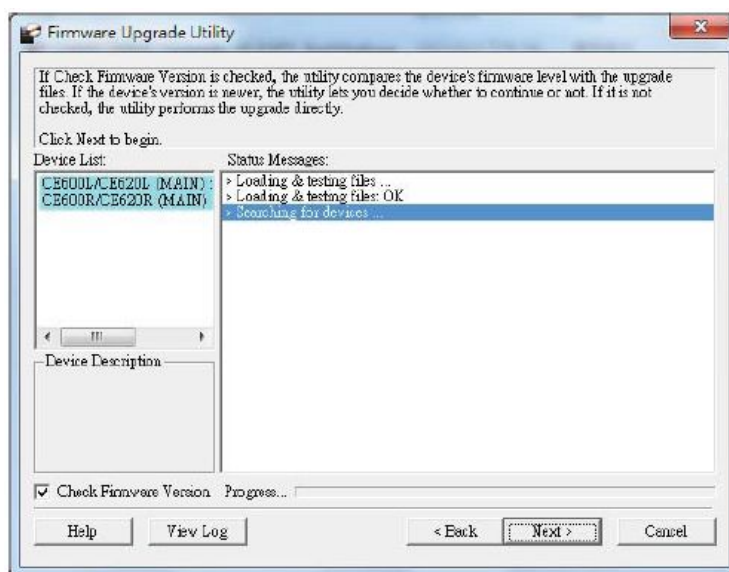 Firmware Upgrade Utility
If Check Firmware Version is checked, the utility compares the device's firmware level with the upgrade
files. If the device's version is newer, the utility lets you decide whether to continue or not. If it is not
checked, the utility performs the upgrade directly.
Click Next to begin.
Device List:
Status Messages:
CE600L/CE620L (MAIN) :
CE600R/CE620R (MAIN)
> Loading & testing files ...
> Loading & testing files: OK
> Searching for devices ...
Device Description
Check Firmware Version
Progress...
Help
View Log
< Back
Next >
Cancel